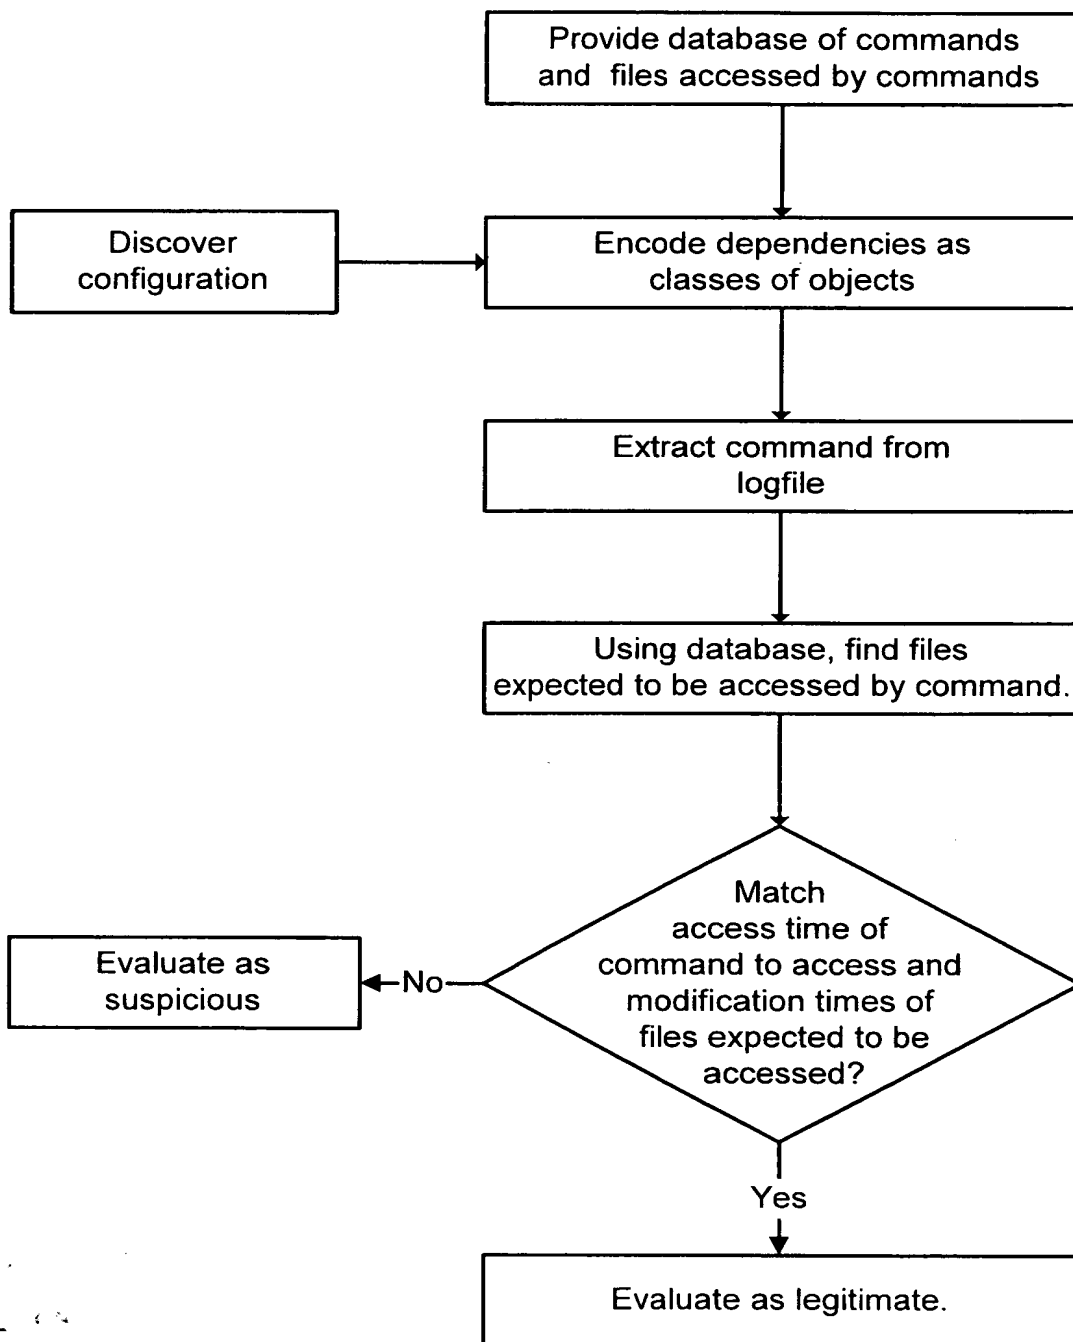 Provide database of commands
and files accessed by commands
Discover
configuration
Encode dependencies as
classes of objects
Extract command from
logfile
Using database, find files
expected to be accessed by command.
Match
access time of
command to access and
modification times of
files expected to be
accessed?
No
Evaluate as
suspicious
Yes
Evaluate as legitimate.